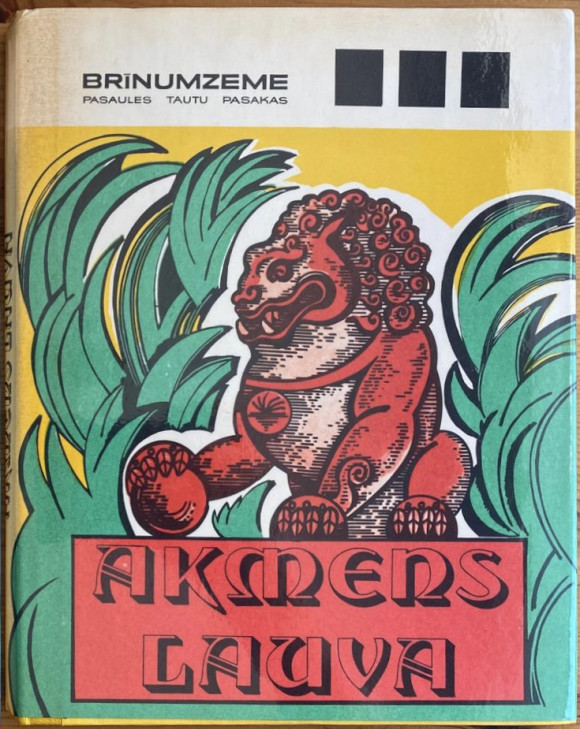 BRĪNUMZEME
PASAULES TAUTU PASAKAS
AKMENS
LAUVA